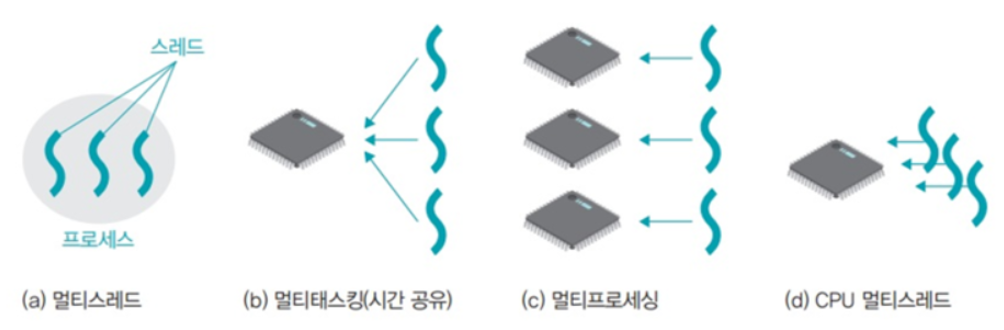 스레드
프로세스
(a) 멀티스레드
(b) 멀티태스킹(시간 공유)
(c) 멀티프로세싱
(d) CPU 멀티스레드